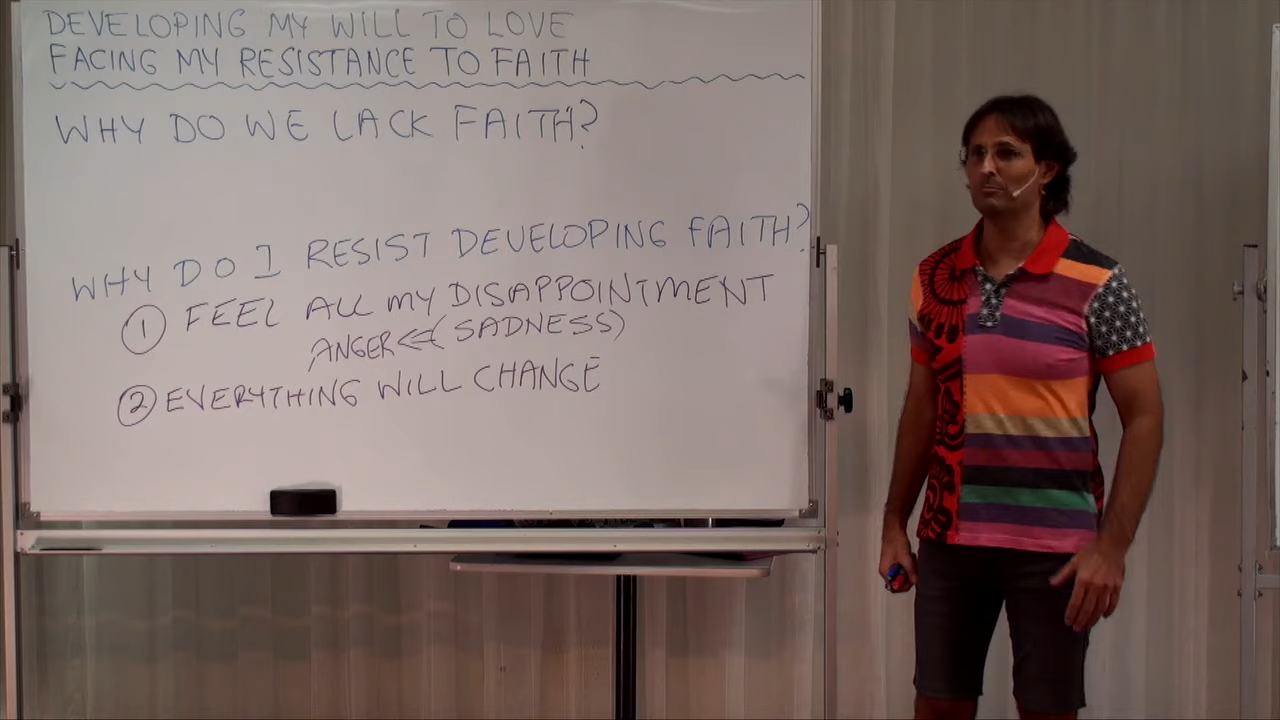 DEVELOPING MY WILL TO LOVE
FACING MY RESISTANCE TO FAITH
WHY DO WE LACK FAITH?
WHY DO I RESIST DEVELOPING FAITH?
① FEEL ALL MY DISAPPOINTMENT
ANGER <= (SADNESS)
② EVERYTHING WILL CHANGE